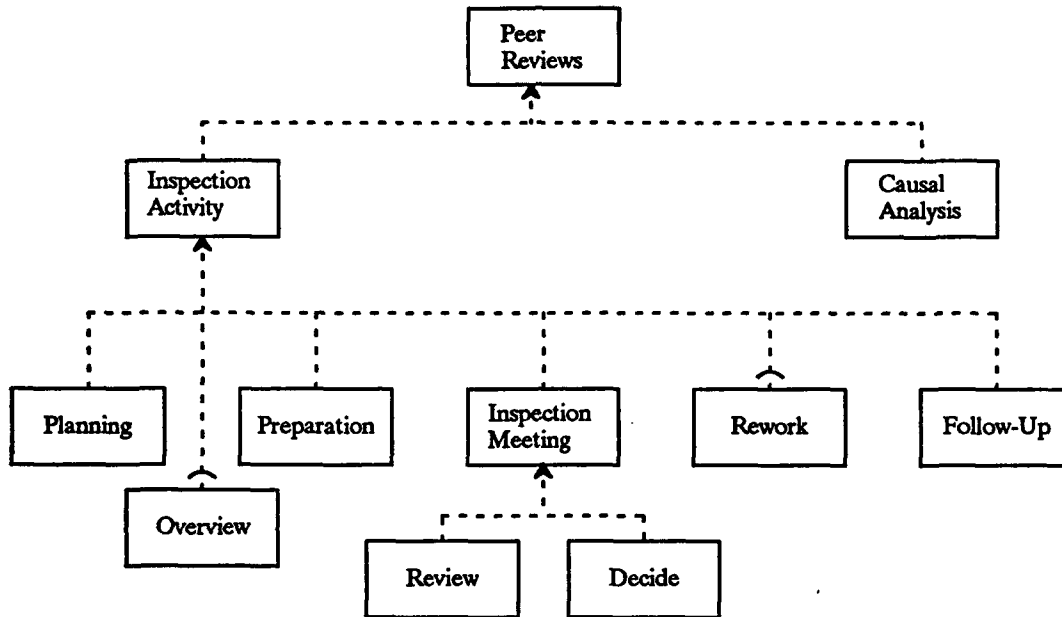 Peer
Reviews
Inspection
Activity
Causal
Analysis
Planning
Preparation
Inspection
Meeting
Rework
Follow-Up
Overview
Review
Decide